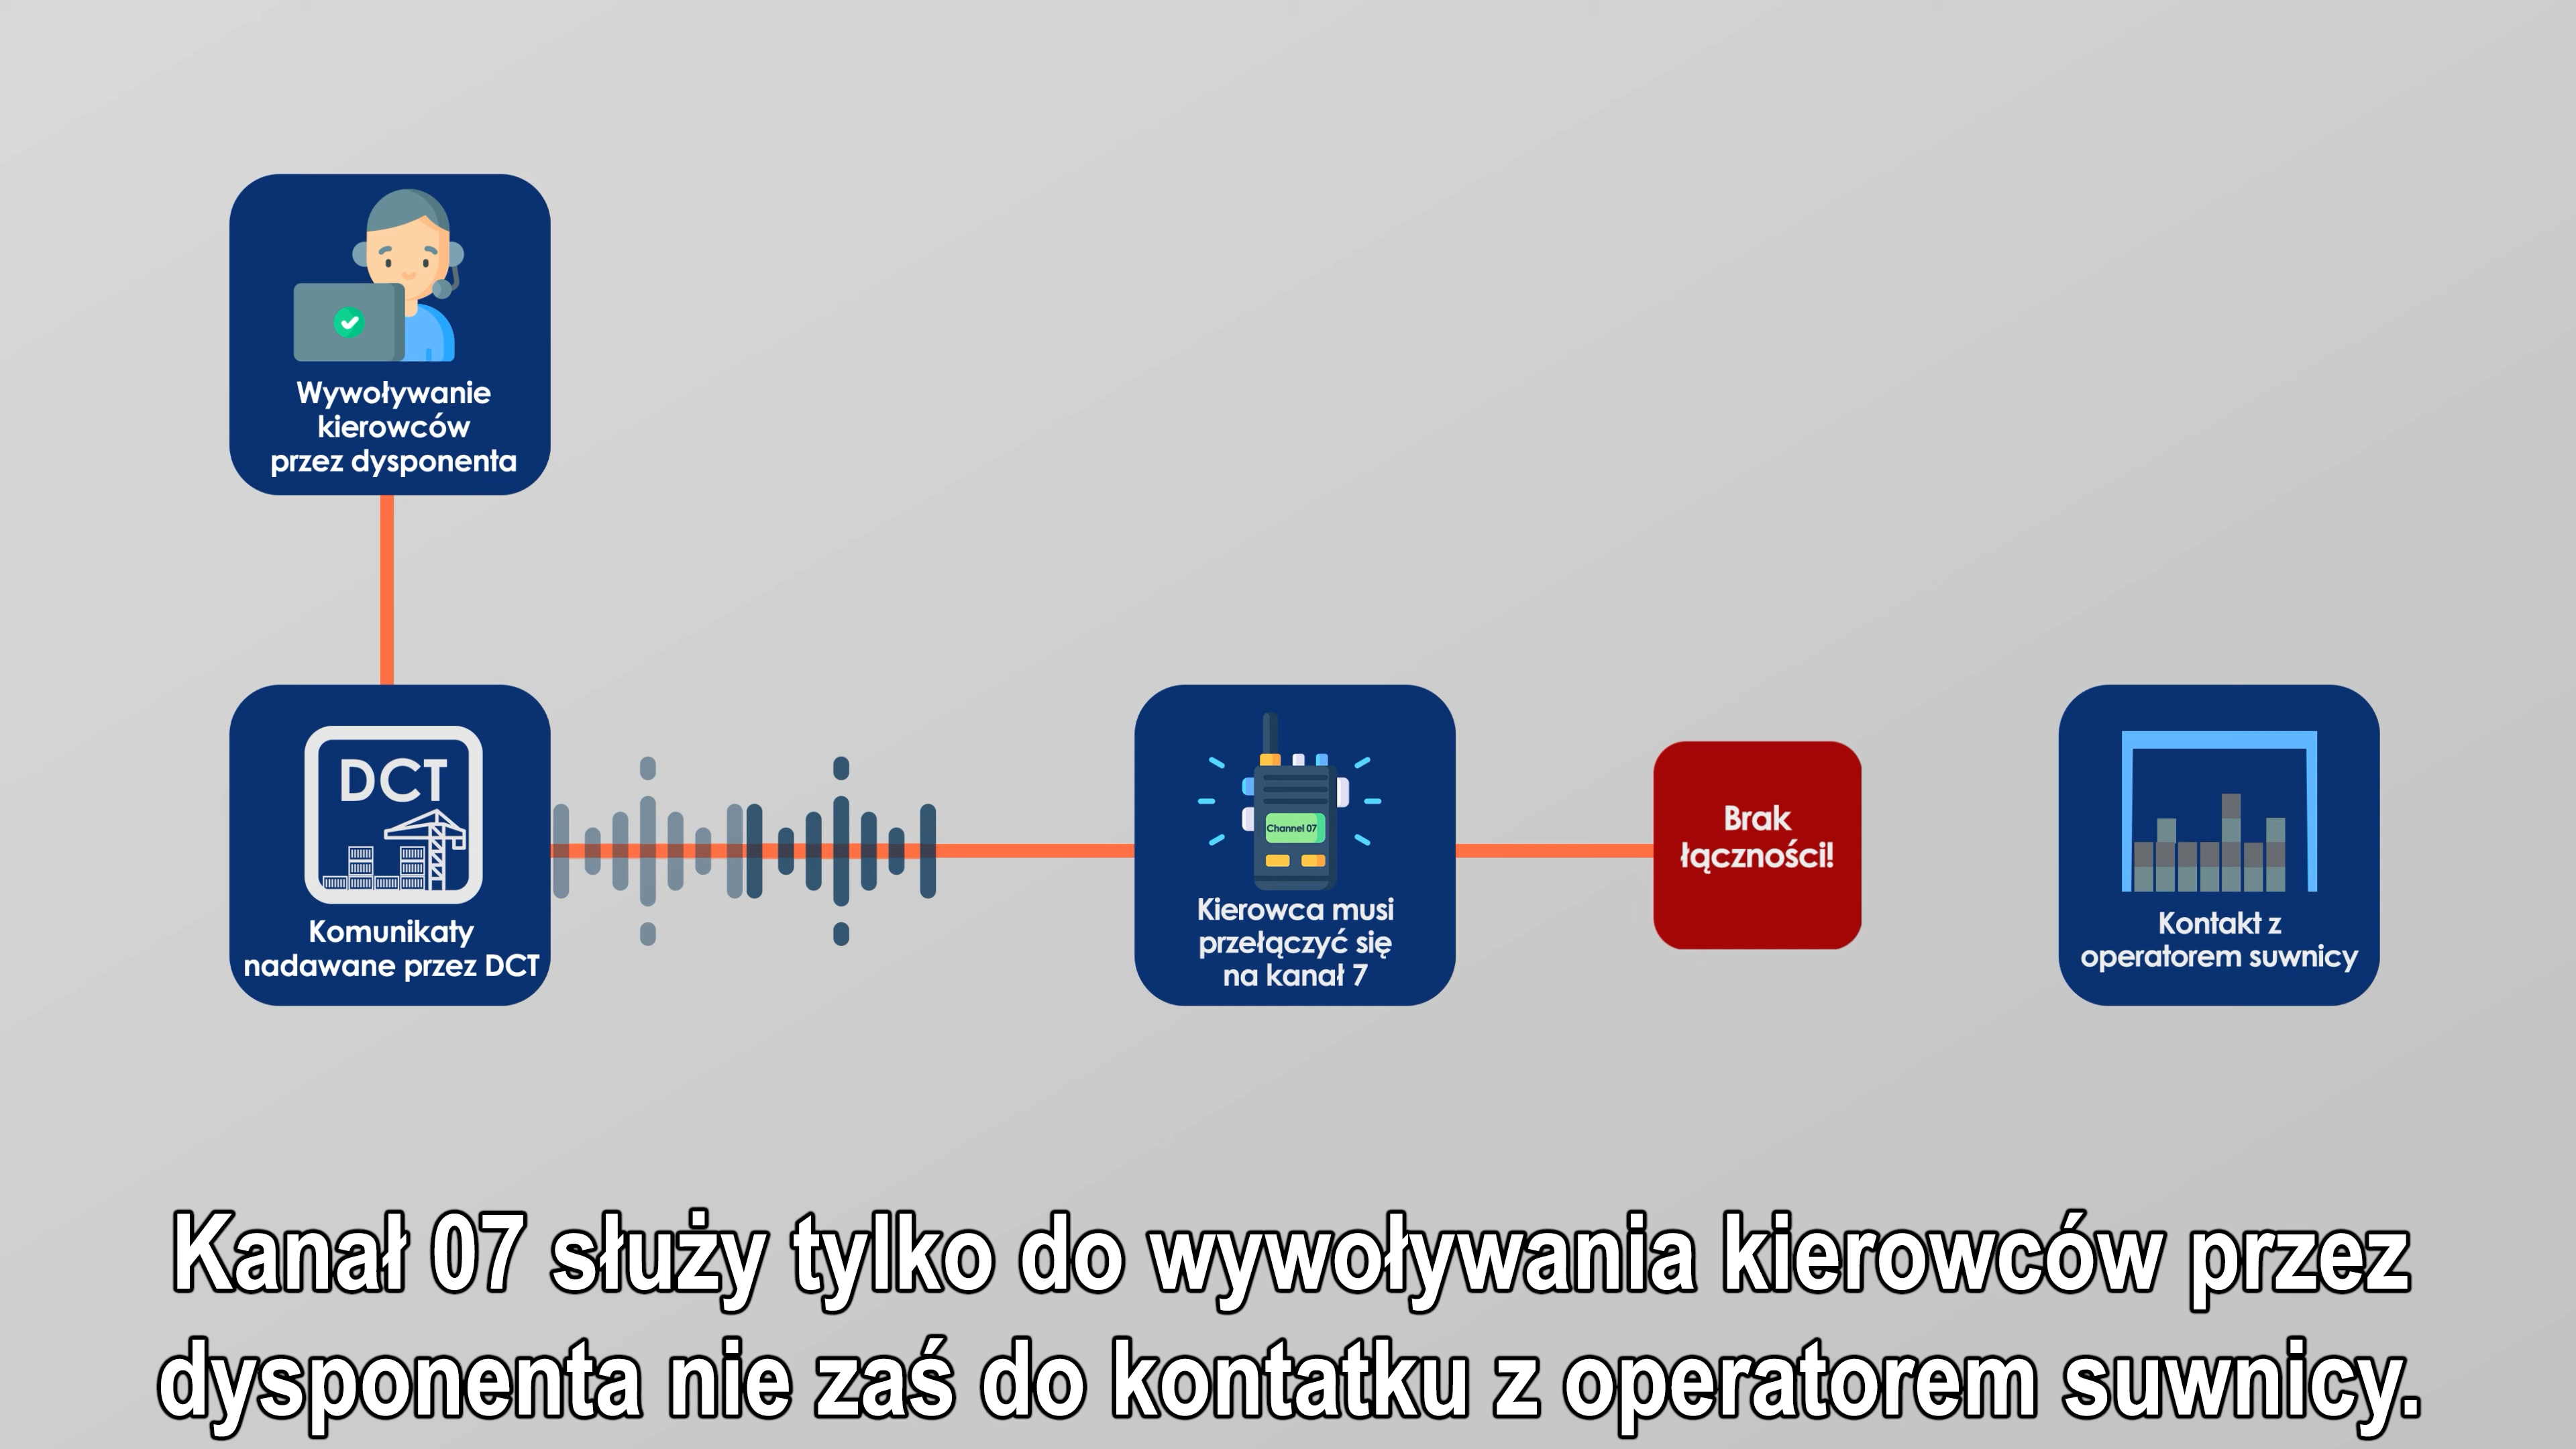 Wywoływanie
kierowców
przez dysponenta
DCT
Komunikaty
nadawane przez DCT
Channel 07
Kierowca musi
przełączyć się
na kanał 7
Brak
łączności!
Kontakt z
operatorem suwnicy
Kanał 07 służy tylko do wywoływania kierowców przez
dysponenta nie zaś do kontatku z operatorem suwnicy.